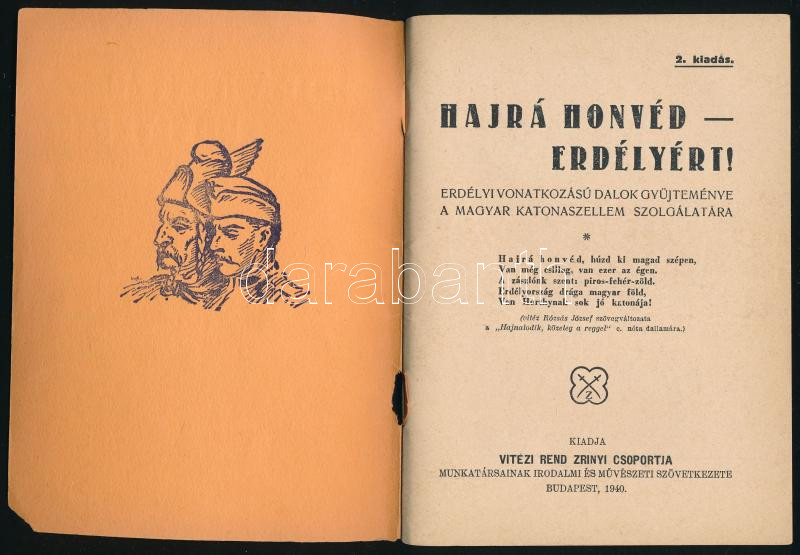 2. kiadás.
HAJRÁ HONVÉD —
ERDÉLYÉRT!
ERDÉLYI VONATKOZÁSÚ DALOK GYÜJTEMÉNYE
A MAGYAR KATONASZELLEM SZOLGÁLATÁRA
*
Hajrá honvéd, húzd ki magad szépen,
Van még csillag, van ezer az égen.
A zászlónk szent: piros-fehér-zöld.
Erdélyország drága magyar föld,
Van Horthynak sok jó katonája!
(vitéz Rózsás József szövegváltozata
a „Hajnalodik, közeleg a reggel" c. nóta dallamára.)
Z
KIADJA
VITÉZI REND ZRINYI CSOPORTJA
MUNKATÁRSAINAK IRODALMI ÉS MŰVÉSZETI SZÖVETKEZETE
BUDAPEST, 1940.
darabanth.com